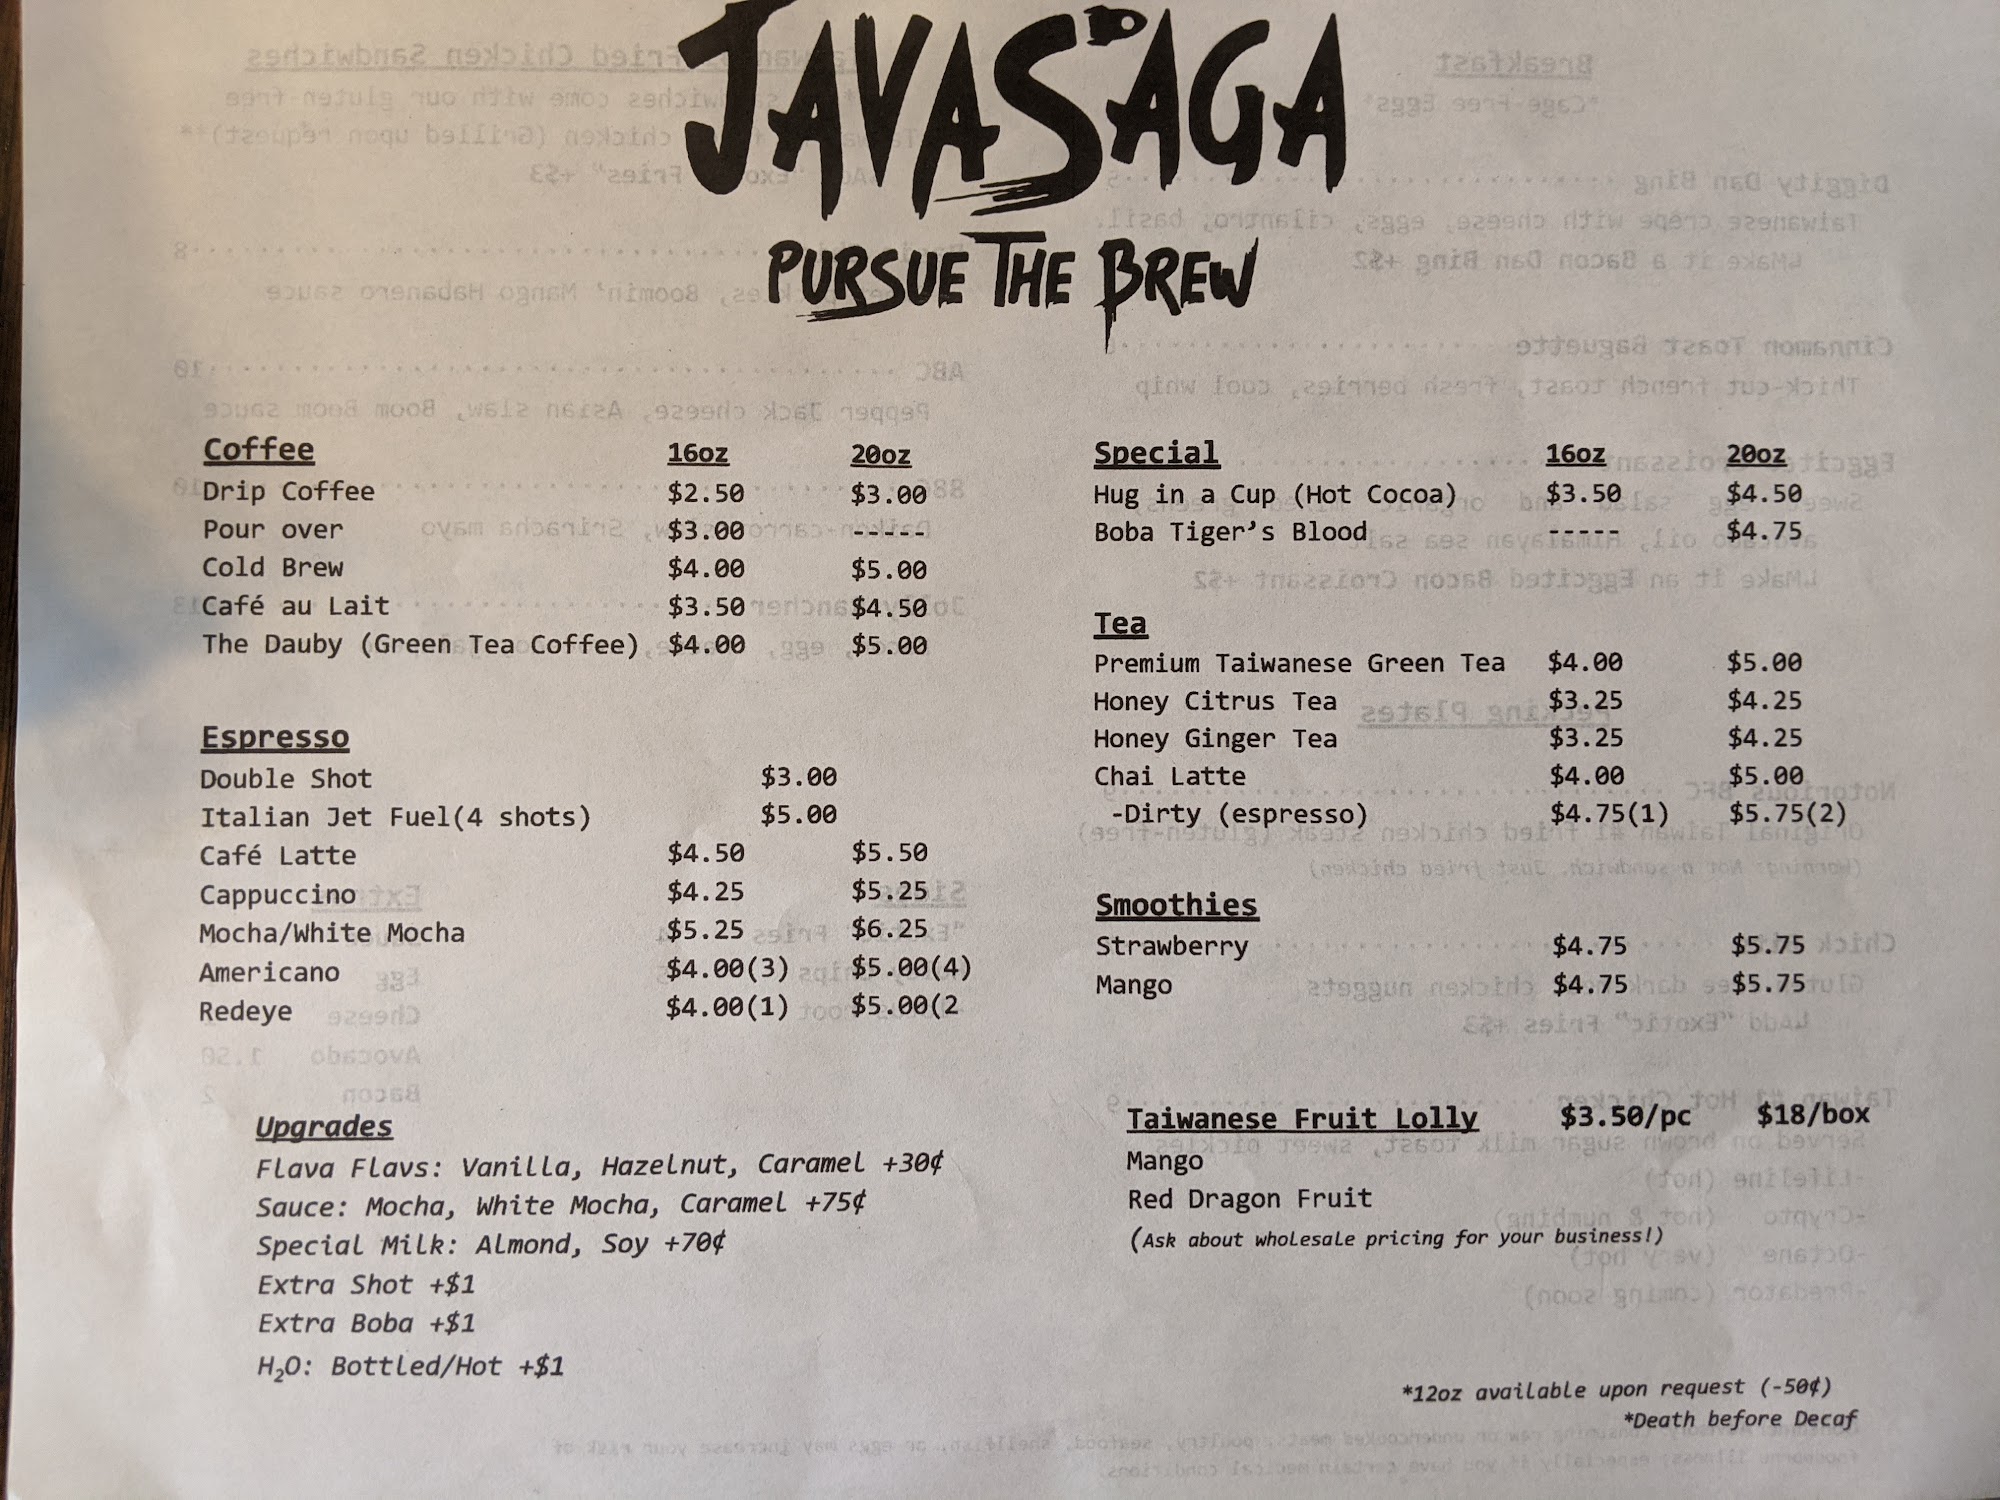 JAVASAGA
PURSUE THE BREW
Coffee 16oz 20oz
Drip Coffee $2.50 $3.00
Pour over $3.00 -----
Cold Brew $4.00 $5.00
Café au Lait $3.50 $4.50
The Dauby (Green Tea Coffee) $4.00 $5.00
Espresso
Double Shot $3.00
Italian Jet Fuel(4 shots) $5.00
Café Latte $4.50 $5.50
Cappuccino $4.25 $5.25
Mocha/White Mocha $5.25 $6.25
Americano $4.00(3) $5.00(4)
Redeye $4.00(1) $5.00(2
Upgrades
Flava Flavs: Vanilla, Hazelnut, Caramel +30¢
Sauce: Mocha, White Mocha, Caramel +75¢
Special Milk: Almond, Soy +70¢
Extra Shot +$1
Extra Boba +$1
H₂O: Bottled/Hot +$1
Special 16oz 20oz
Hug in a Cup (Hot Cocoa) $3.50 $4.50
Boba Tiger's Blood ----- $4.75
Tea
Premium Taiwanese Green Tea $4.00 $5.00
Honey Citrus Tea $3.25 $4.25
Honey Ginger Tea $3.25 $4.25
Chai Latte $4.00 $5.00
-Dirty (espresso) $4.75(1) $5.75(2)
Smoothies
Strawberry $4.75 $5.75
Mango $4.75 $5.75
Taiwanese Fruit Lolly $3.50/pc $18/box
Mango
Red Dragon Fruit
(Ask about wholesale pricing for your business!)
*12oz available upon request (-50¢)
*Death before Decaf